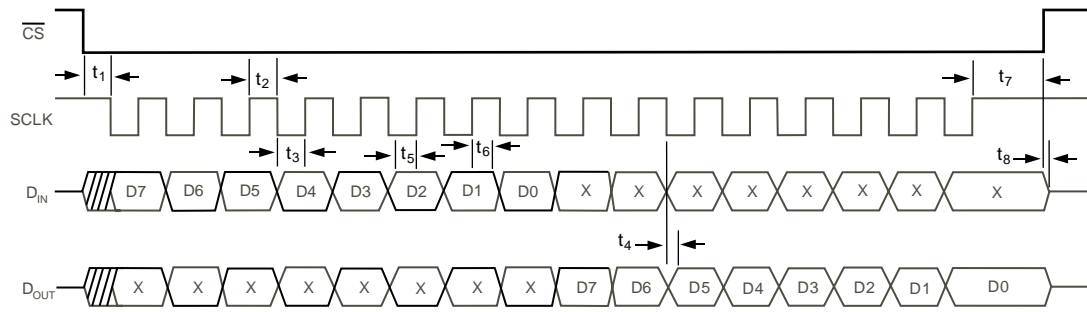 CS
t1
t2
t7
SCLK
t3
t5
t6
t8
DIN
D7 D6 D5 D4 D3 D2 D1 D0 X X X X X X X X
t4
DOUT
X X X X X X X X D7 D6 D5 D4 D3 D2 D1 D0